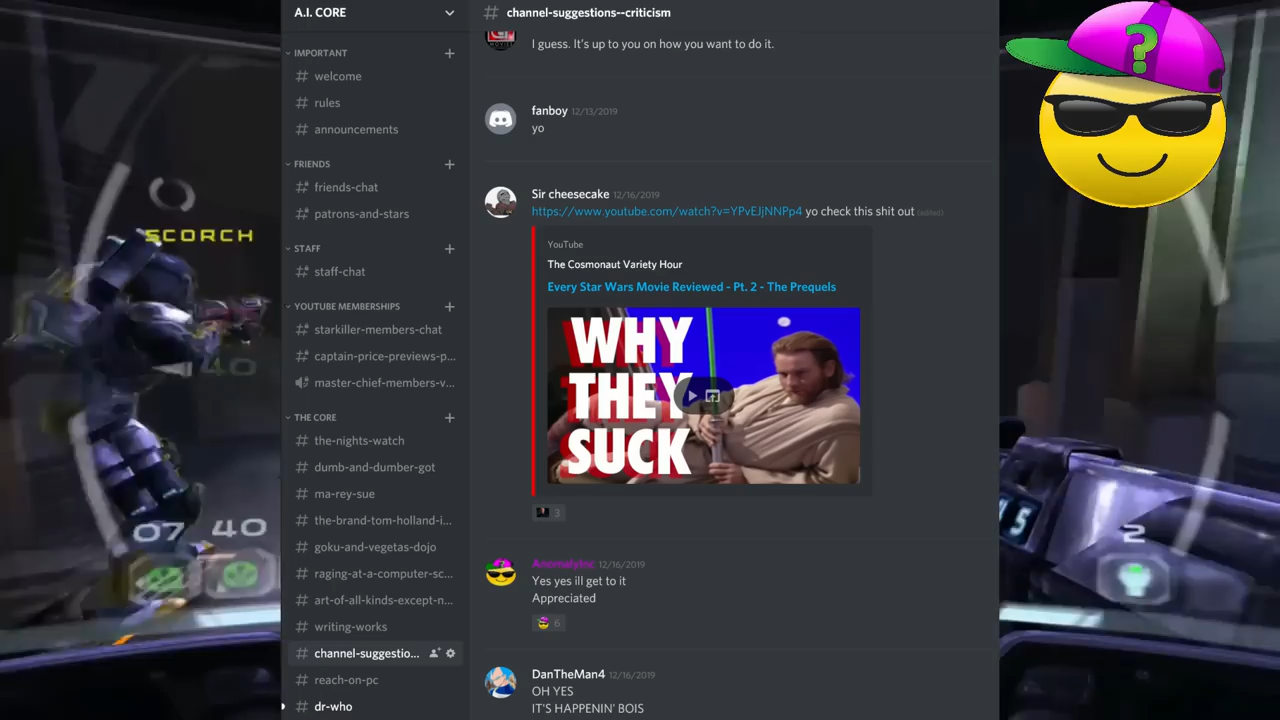 A.I. CORE
IMPORTANT
# welcome
# rules
# announcements
FRIENDS
# friends-chat
# patrons-and-stars
STAFF
# staff-chat
YOUTUBE MEMBERSHIPS
# starkiller-members-chat
# captain-price-previews-p...
master-chief-members-v...
THE CORE
# the-nights-watch
# dumb-and-dumber-got
# ma-rey-sue
# the-brand-tom-holland-i...
# goku-and-vegetas-dojo
# raging-at-a-computer-sc...
# art-of-all-kinds-except-n...
# writing-works
# channel-suggestio...
# reach-on-pc
# dr-who
# channel-suggestions--criticism
I guess. It's up to you on how you want to do it.
fanboy 12/13/2019
yo
Sir cheesecake 12/16/2019
https://www.youtube.com/watch?v=YPvEJjNNPp4 yo check this shit out (edited)
YouTube
The Cosmonaut Variety Hour
Every Star Wars Movie Reviewed - Pt. 2 - The Prequels
WHY
THEY
SUCK
3
AnomalyInc 12/16/2019
Yes yes ill get to it
Appreciated
6
DanTheMan4 12/16/2019
OH YES
IT'S HAPPENIN' BOIS
SCORCH
40
07 40
?
2